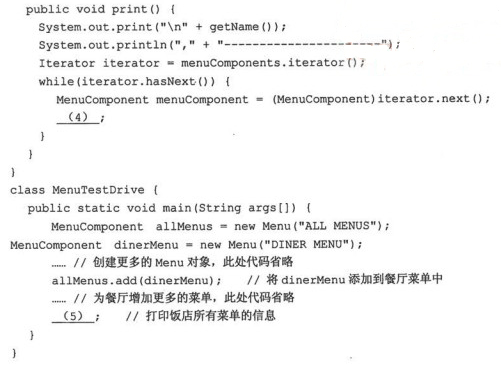 public void print() {
System.out.print("\n" + getName());
System.out.println("," + "----------------------");
Iterator iterator = menuComponents.iterator();
while(iterator.hasNext()) {
MenuComponent menuComponent = (MenuComponent)iterator.next();
（4）;
}
}
}
class MenuTestDrive {
public static void main(String args[]) {
MenuComponent allMenus = new Menu("ALL MENUS");
MenuComponent dinerMenu = new Menu("DINER MENU");
…… // 创建更多的 Menu 对象，此处代码省略
allMenus.add(dinerMenu); // 将 dinerMenu 添加到餐厅菜单中
…… // 为餐厅增加更多的菜单，此处代码省略
（5）; // 打印饭店所有菜单的信息
}
}